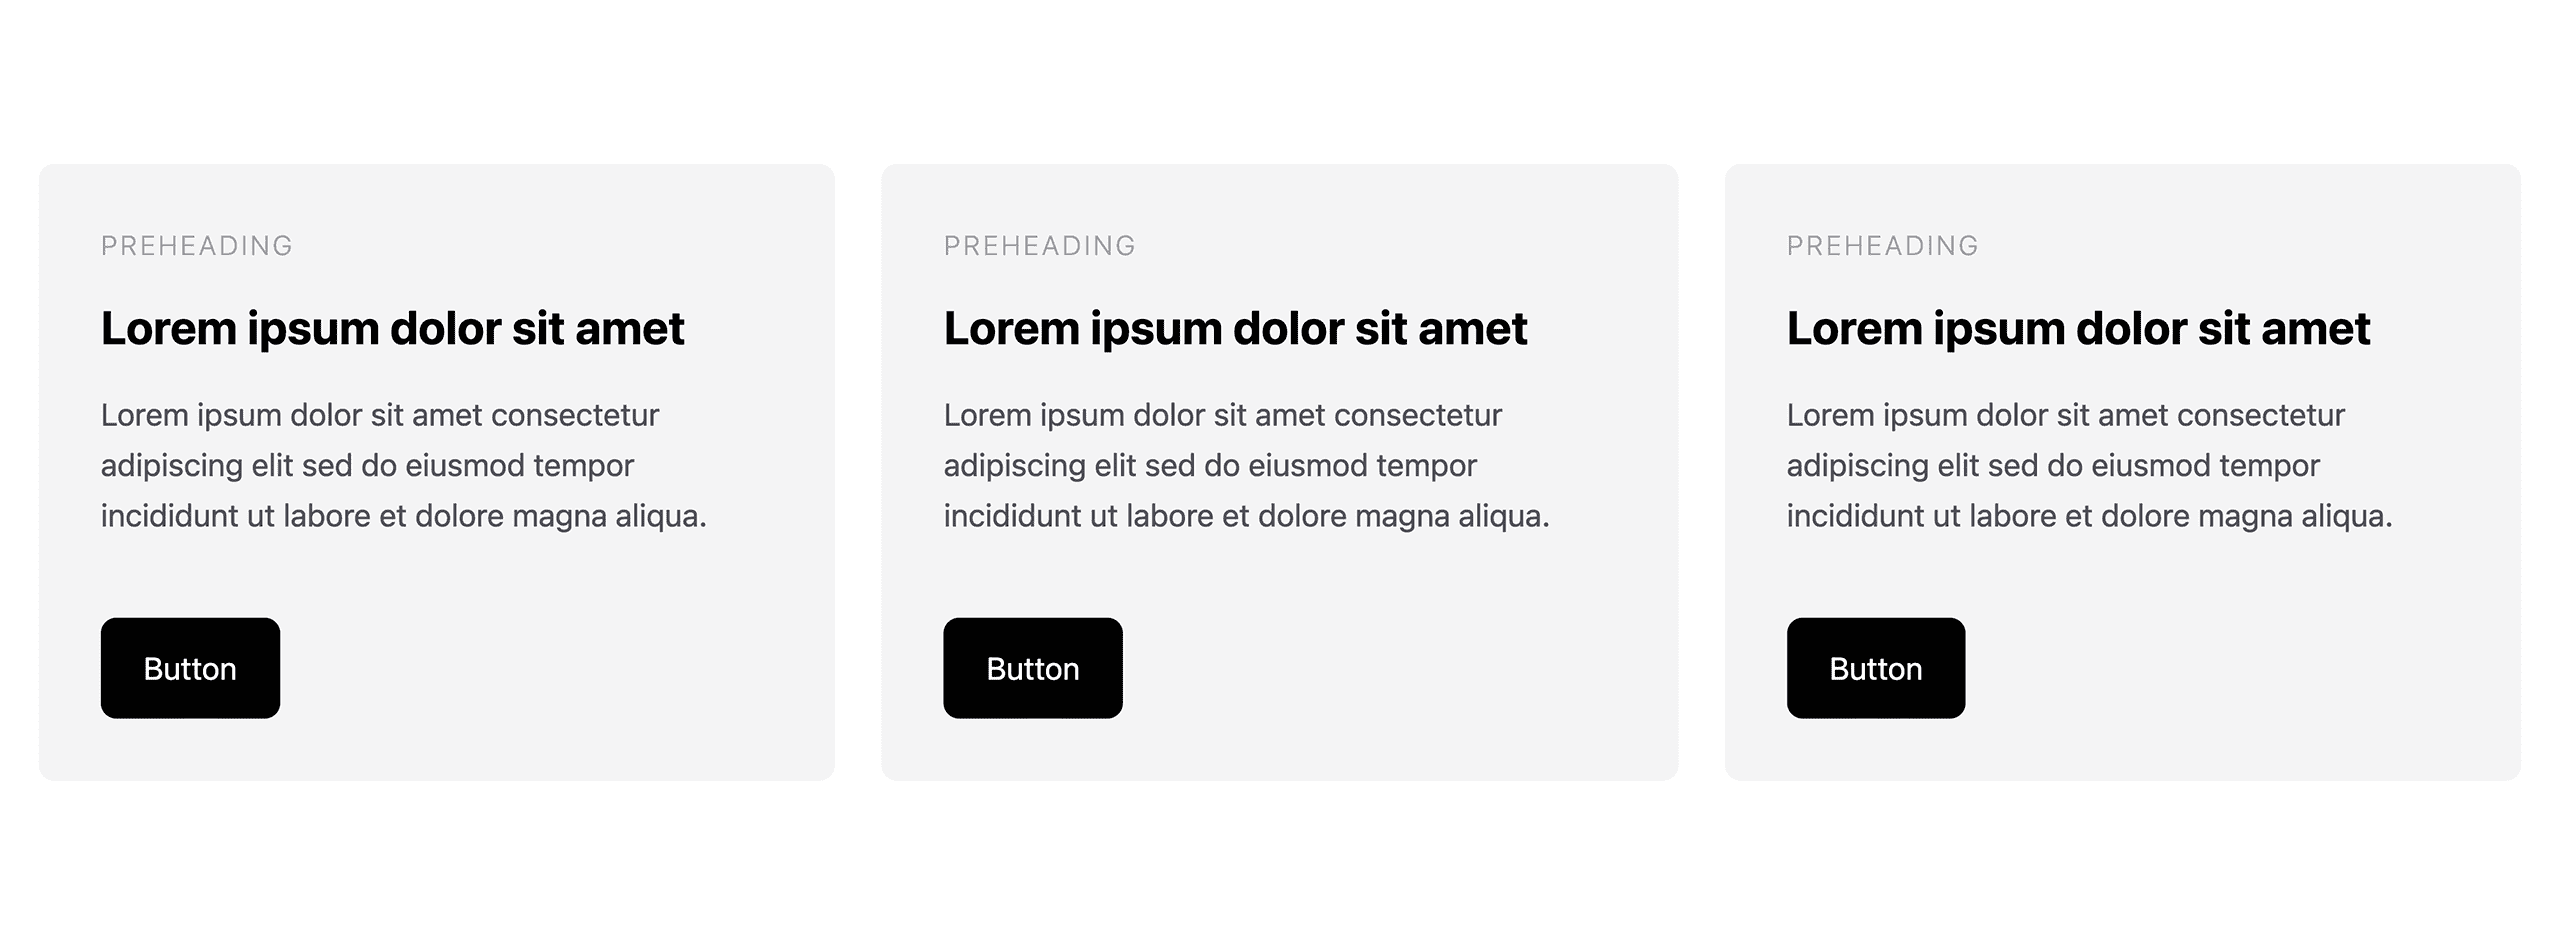 PREHEADING
Lorem ipsum dolor sit amet
Lorem ipsum dolor sit amet consectetur
adipiscing elit sed do eiusmod tempor
incididunt ut labore et dolore magna aliqua.
Button
PREHEADING
Lorem ipsum dolor sit amet
Lorem ipsum dolor sit amet consectetur
adipiscing elit sed do eiusmod tempor
incididunt ut labore et dolore magna aliqua.
Button
PREHEADING
Lorem ipsum dolor sit amet
Lorem ipsum dolor sit amet consectetur
adipiscing elit sed do eiusmod tempor
incididunt ut labore et dolore magna aliqua.
Button